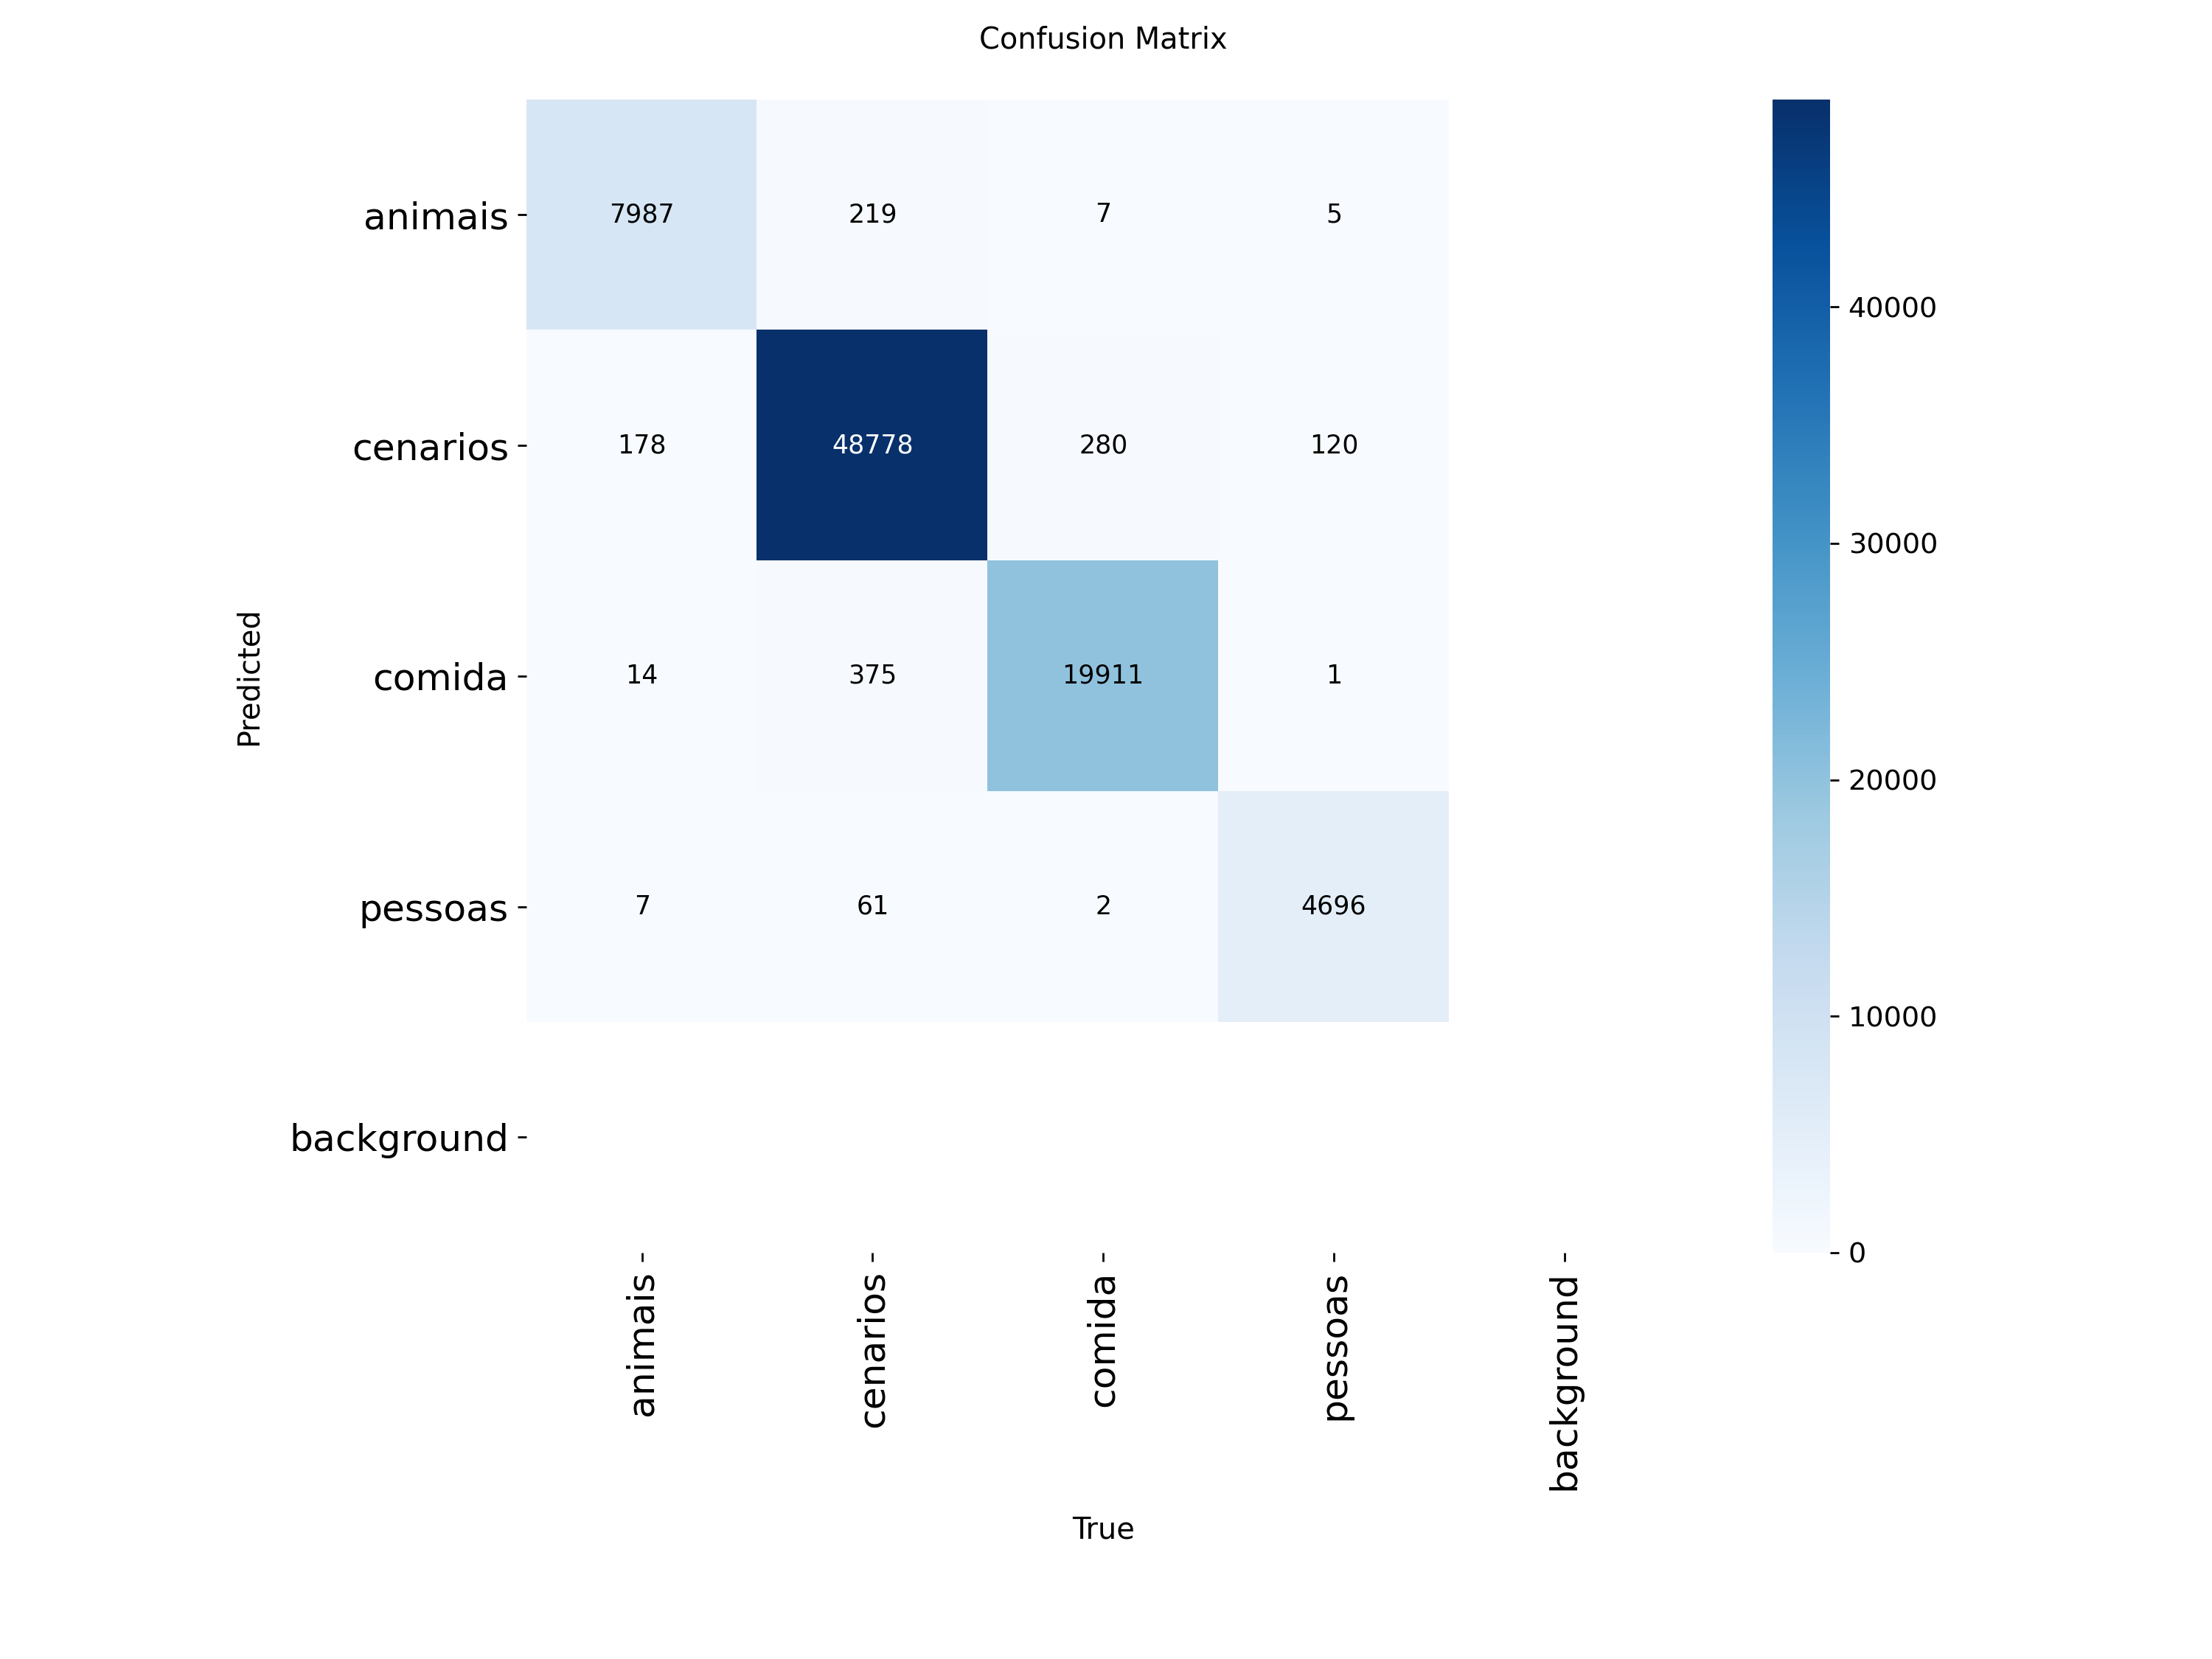 Confusion Matrix
animais 7987 219 7 5
cenarios 178 48778 280 120
comida 14 375 19911 1
pessoas 7 61 2 4696
background
animais cenarios comida pessoas background
Predicted
True
40000
30000
20000
10000
0